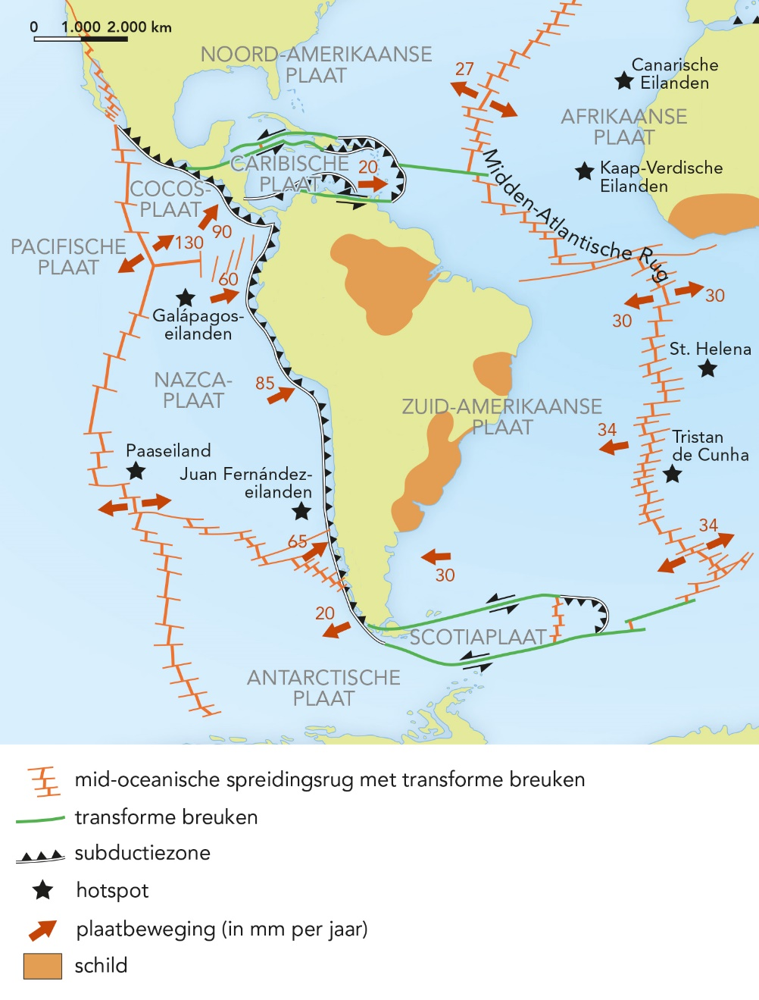 0 1.000 2.000 km
NOORD-AMERIKAANSE
PLAAT
27
Canarische
Eilanden
AFRIKAANSE
PLAAT
CARIBISCHE
PLAAT
20
Kaap-Verdische
Eilanden
Midden-Atlantische Rug
COCOS-
PLAAT
90
130
PACIFISCHE
PLAAT
60
Galápagos-
eilanden
30
30
St. Helena
NAZCA-
PLAAT
85
ZUID-AMERIKAANSE
PLAAT
34
Tristan
de Cunha
Paaseiland
Juan Fernández-
eilanden
65
34
30
20
SCOTIAPLAAT
ANTARCTISCHE
PLAAT
mid-oceanische spreidingsrug met transforme breuken
transforme breuken
subductiezone
hotspot
plaatbeweging (in mm per jaar)
schild